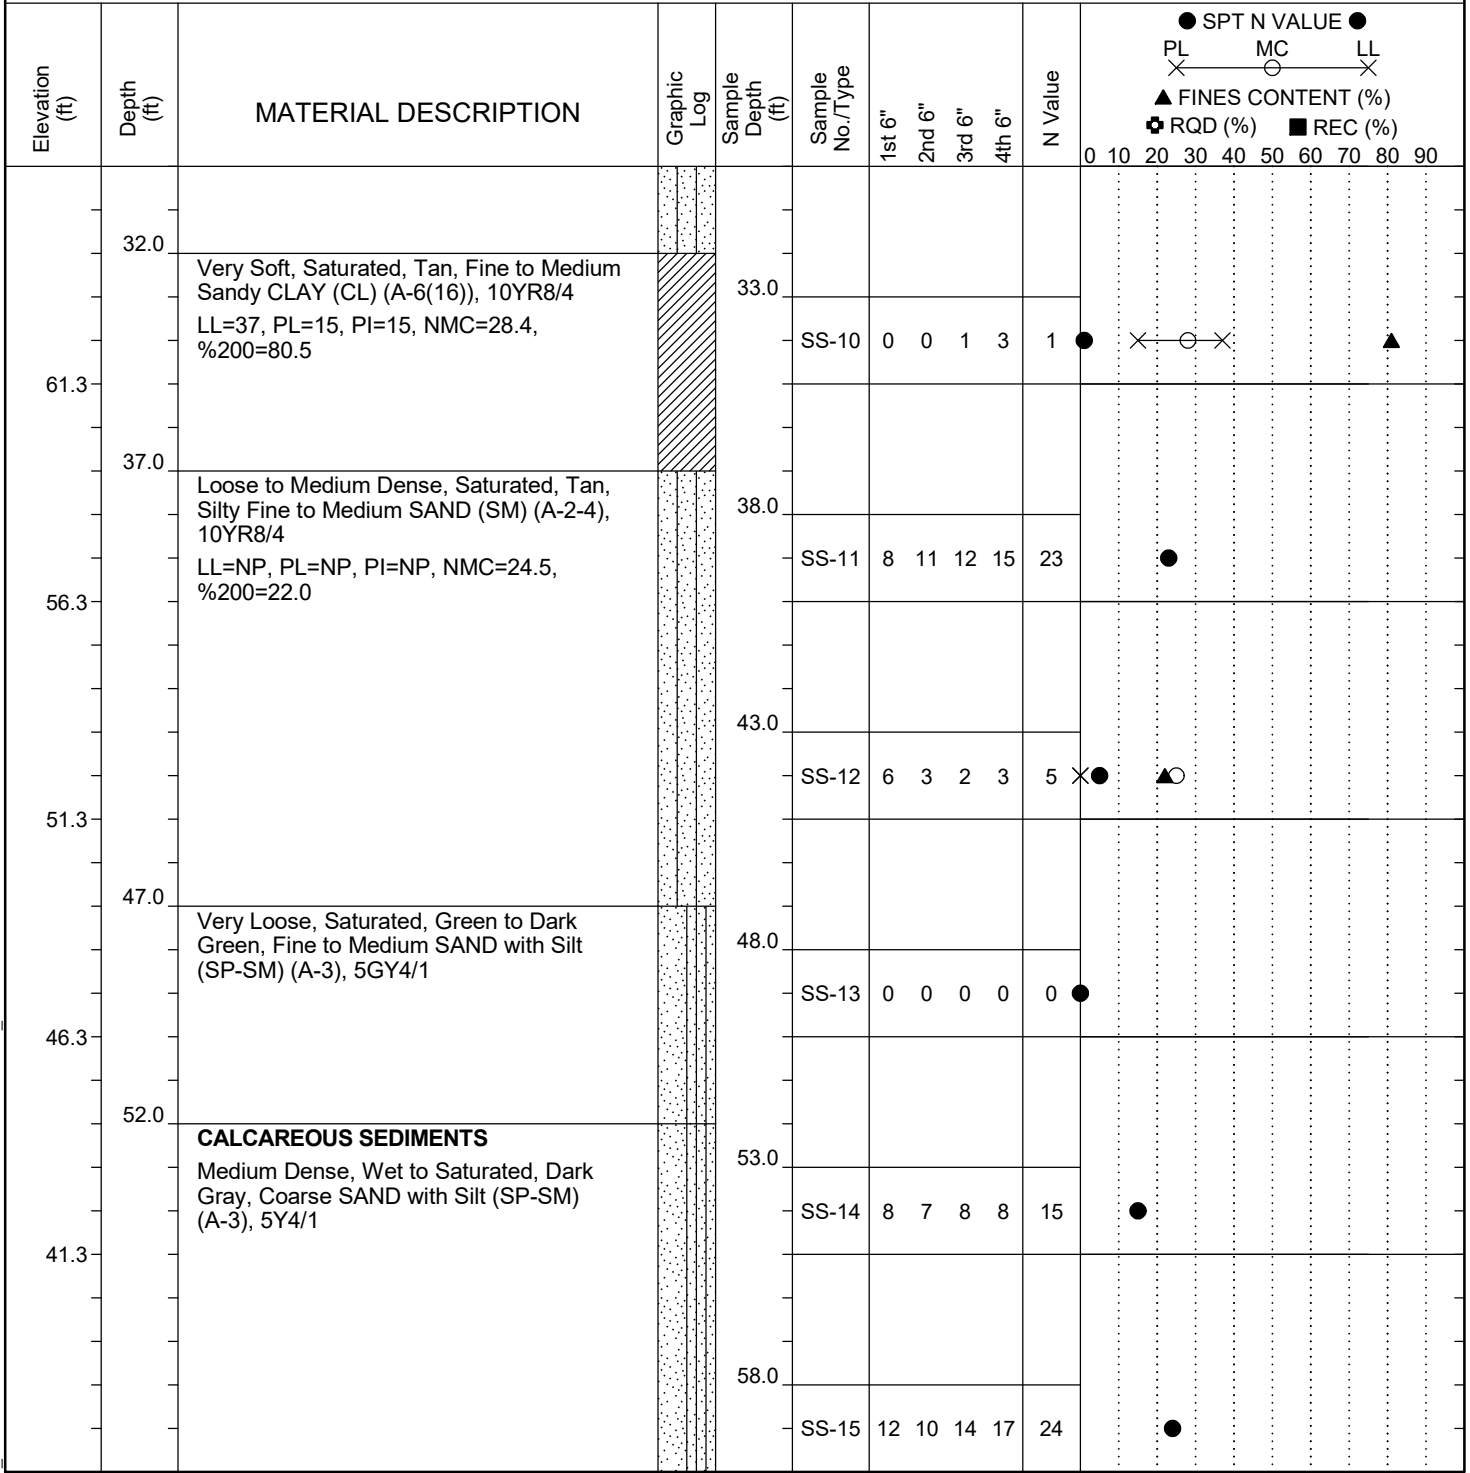 Elevation (ft)
Depth (ft)
MATERIAL DESCRIPTION
Graphic Log
Sample Depth (ft)
Sample No./Type
1st 6"
2nd 6"
3rd 6"
4th 6"
N Value
● SPT N VALUE ●
PL MC LL
▲ FINES CONTENT (%)
RQD (%) ■ REC (%)
0 10 20 30 40 50 60 70 80 90
32.0
Very Soft, Saturated, Tan, Fine to Medium
Sandy CLAY (CL) (A-6(16)), 10YR8/4
LL=37, PL=15, PI=15, NMC=28.4,
%200=80.5
33.0
SS-10 0 0 1 3 1
61.3
37.0
Loose to Medium Dense, Saturated, Tan,
Silty Fine to Medium SAND (SM) (A-2-4),
10YR8/4
LL=NP, PL=NP, PI=NP, NMC=24.5,
%200=22.0
38.0
SS-11 8 11 12 15 23
56.3
43.0
SS-12 6 3 2 3 5
51.3
47.0
Very Loose, Saturated, Green to Dark
Green, Fine to Medium SAND with Silt
(SP-SM) (A-3), 5GY4/1
48.0
SS-13 0 0 0 0 0
46.3
52.0
CALCAREOUS SEDIMENTS
Medium Dense, Wet to Saturated, Dark
Gray, Coarse SAND with Silt (SP-SM)
(A-3), 5Y4/1
53.0
SS-14 8 7 8 8 15
41.3
58.0
SS-15 12 10 14 17 24